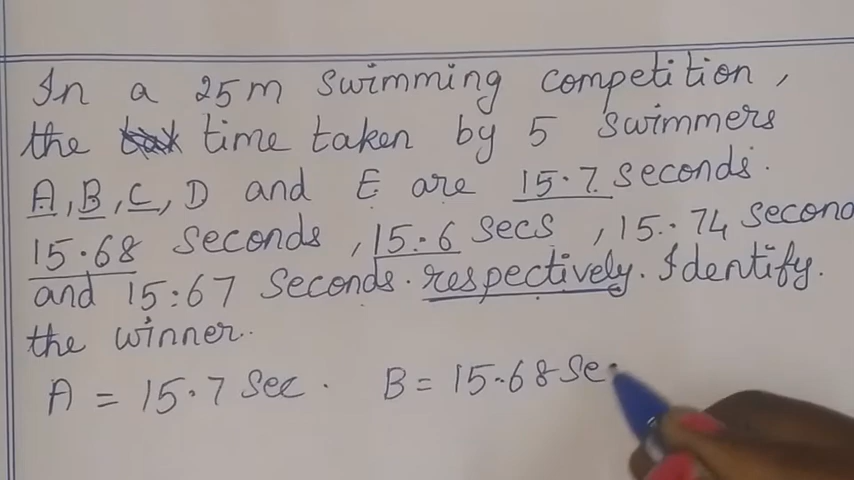 In a 25m swimming competition,
the time taken by 5 swimmers
A, B, C, D and E are 15.7 seconds.
15.68 seconds, 15.6 secs, 15.74 second
and 15.67 seconds. respectively. Identify.
the winner.
A = 15.7 sec. B = 15.68 se